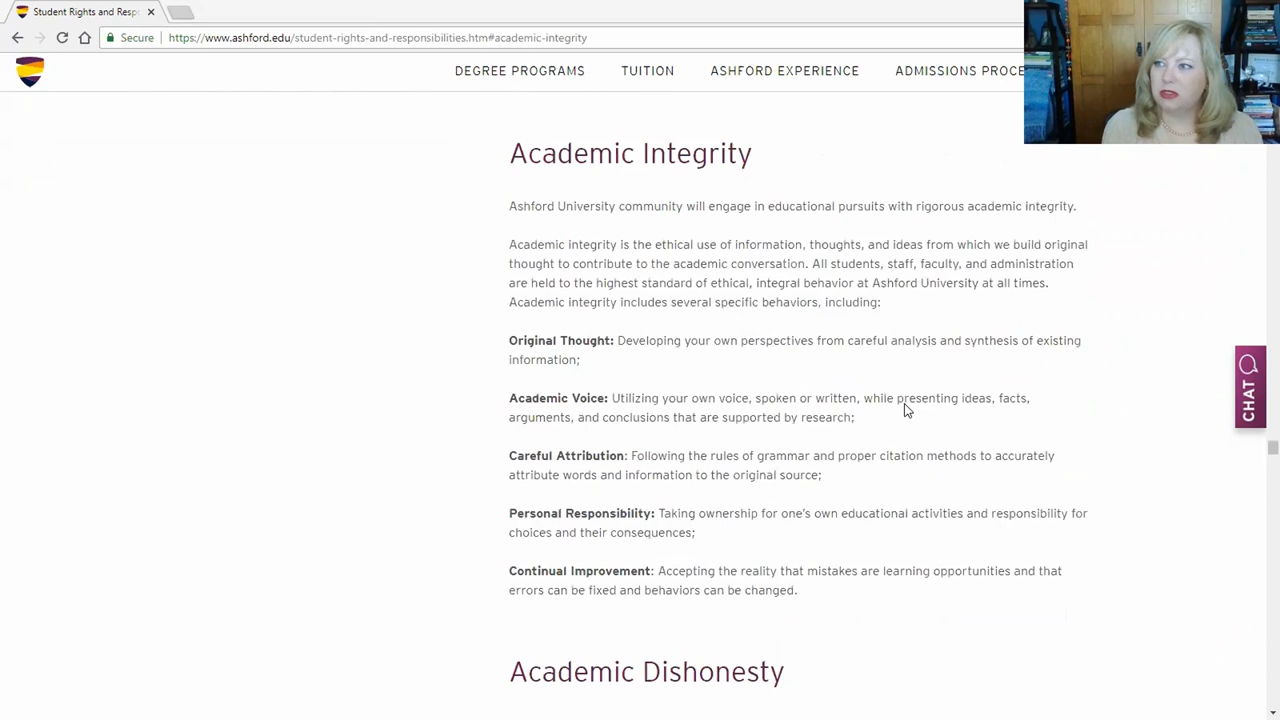 Student Rights and Resp
Secure
https://www.ashford.edu/student-rights-and-responsibilities.htm#academic-integrity
DEGREE PROGRAMS
TUITION
ASHFORD EXPERIENCE
ADMISSIONS PROCE
Academic Integrity
Ashford University community will engage in educational pursuits with rigorous academic integrity.
Academic integrity is the ethical use of information, thoughts, and ideas from which we build original
thought to contribute to the academic conversation. All students, staff, faculty, and administration
are held to the highest standard of ethical, integral behavior at Ashford University at all times.
Academic integrity includes several specific behaviors, including:
Original Thought: Developing your own perspectives from careful analysis and synthesis of existing
information;
Academic Voice: Utilizing your own voice, spoken or written, while presenting ideas, facts,
arguments, and conclusions that are supported by research;
Careful Attribution: Following the rules of grammar and proper citation methods to accurately
attribute words and information to the original source;
Personal Responsibility: Taking ownership for one's own educational activities and responsibility for
choices and their consequences;
Continual Improvement: Accepting the reality that mistakes are learning opportunities and that
errors can be fixed and behaviors can be changed.
CHAT
Academic Dishonesty